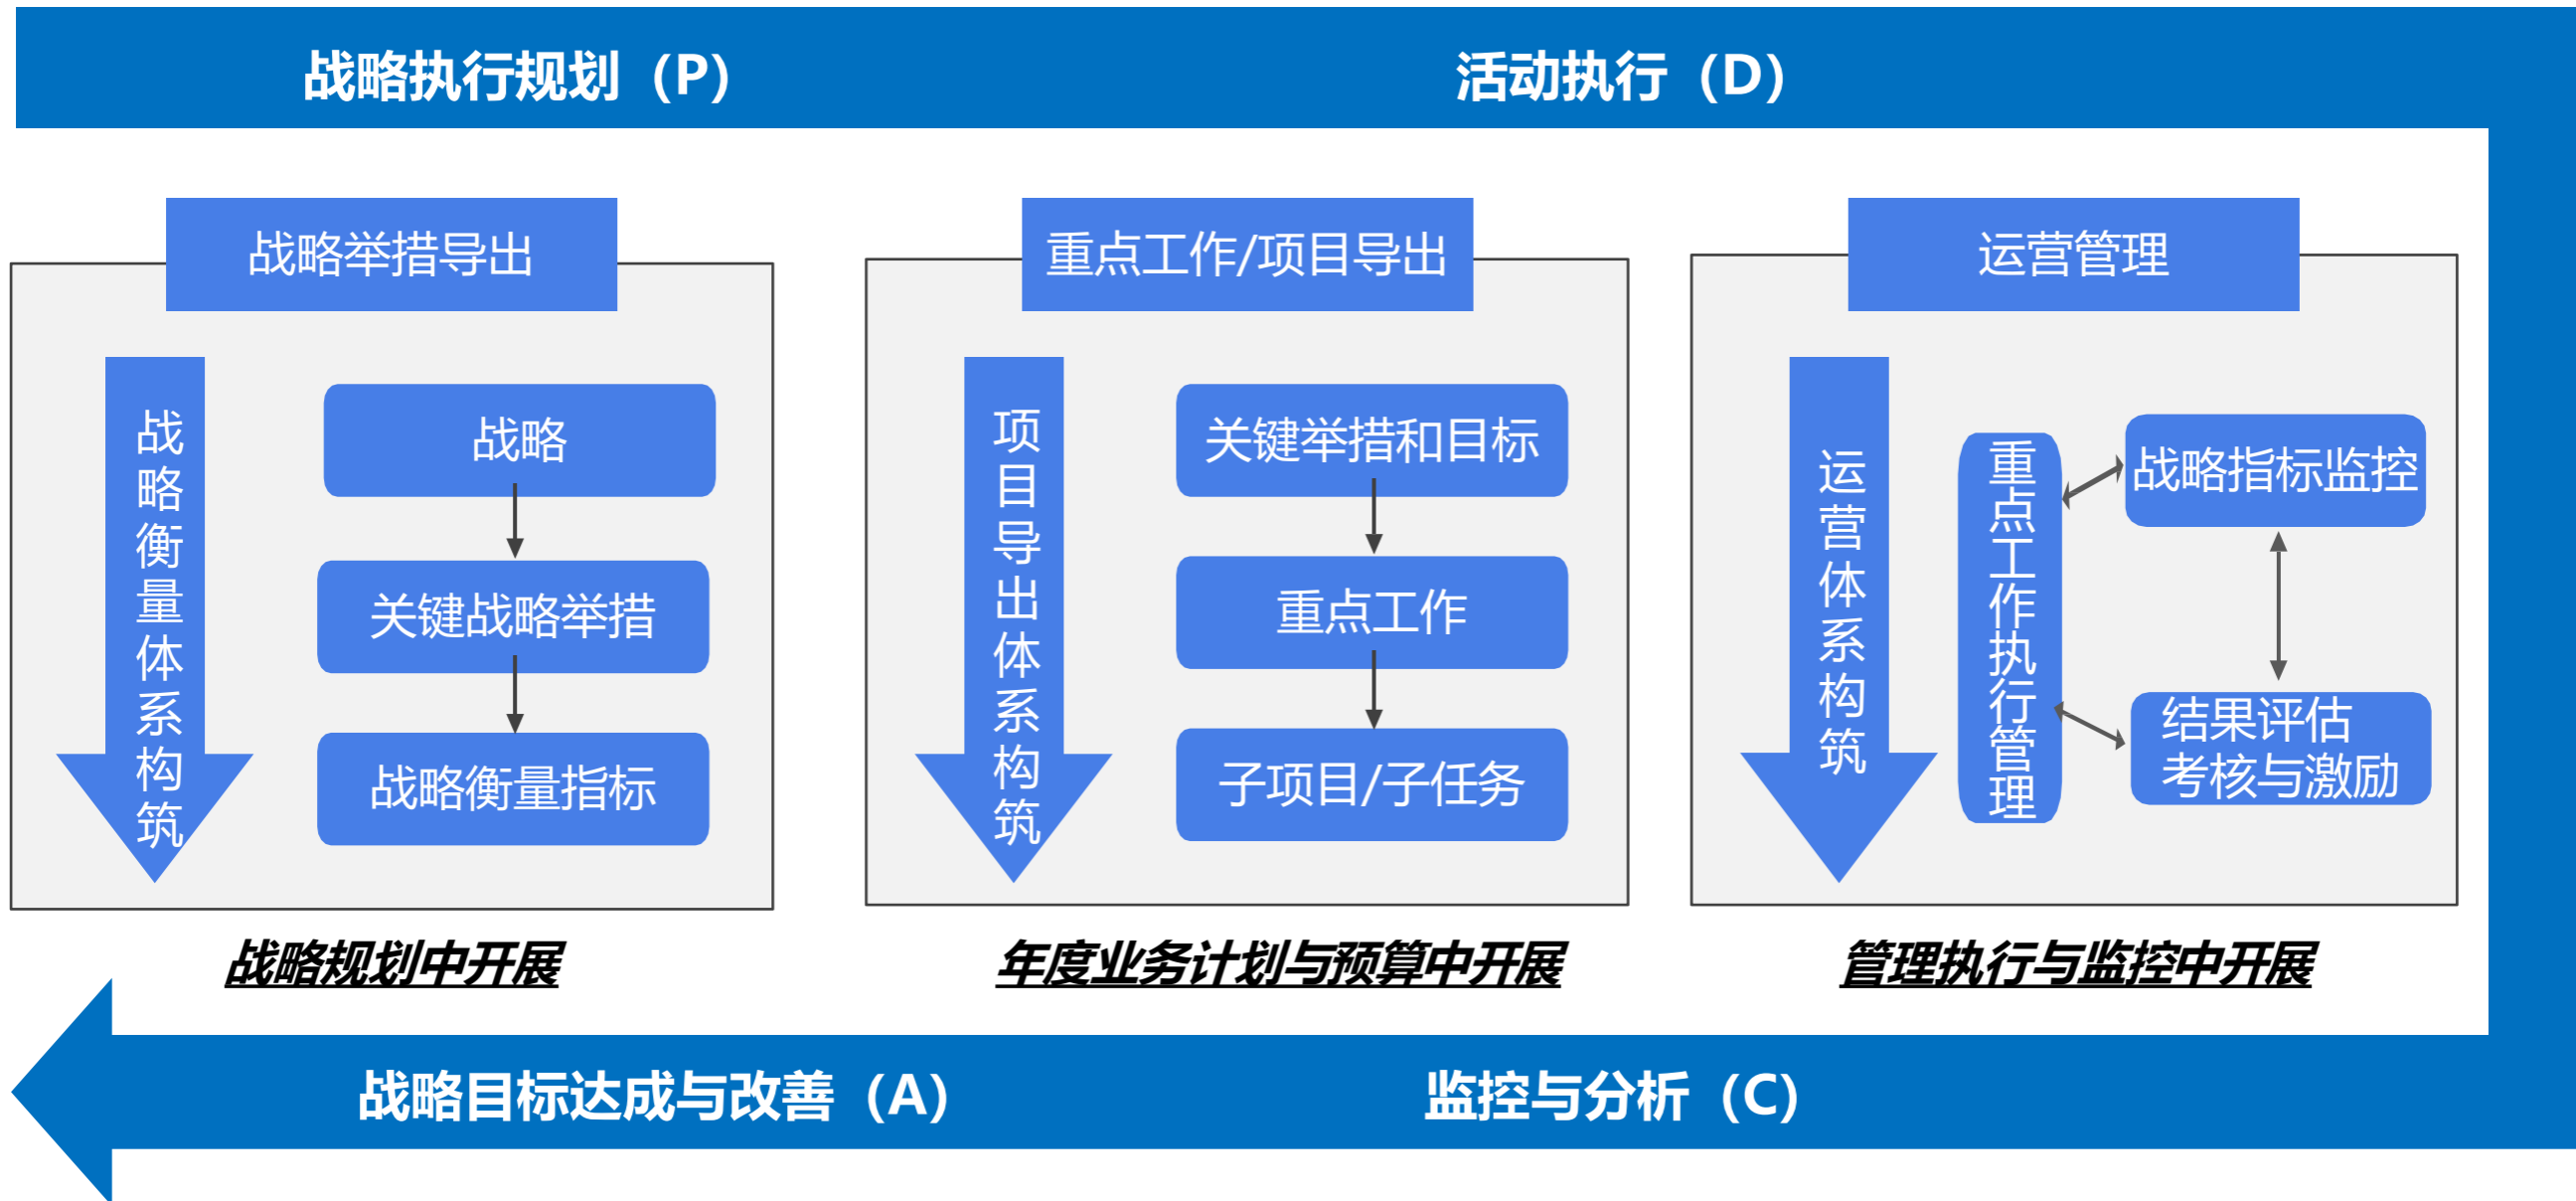 战略执行规划（P）
活动执行（D）
战略举措导出
战略衡量体系构筑
战略
关键战略举措
战略衡量指标
战略规划中开展
重点工作/项目导出
项目导出体系构筑
关键举措和目标
重点工作
子项目/子任务
年度业务计划与预算中开展
运营管理
运营体系构筑
重点工作执行管理
战略指标监控
结果评估
考核与激励
管理执行与监控中开展
战略目标达成与改善（A）
监控与分析（C）